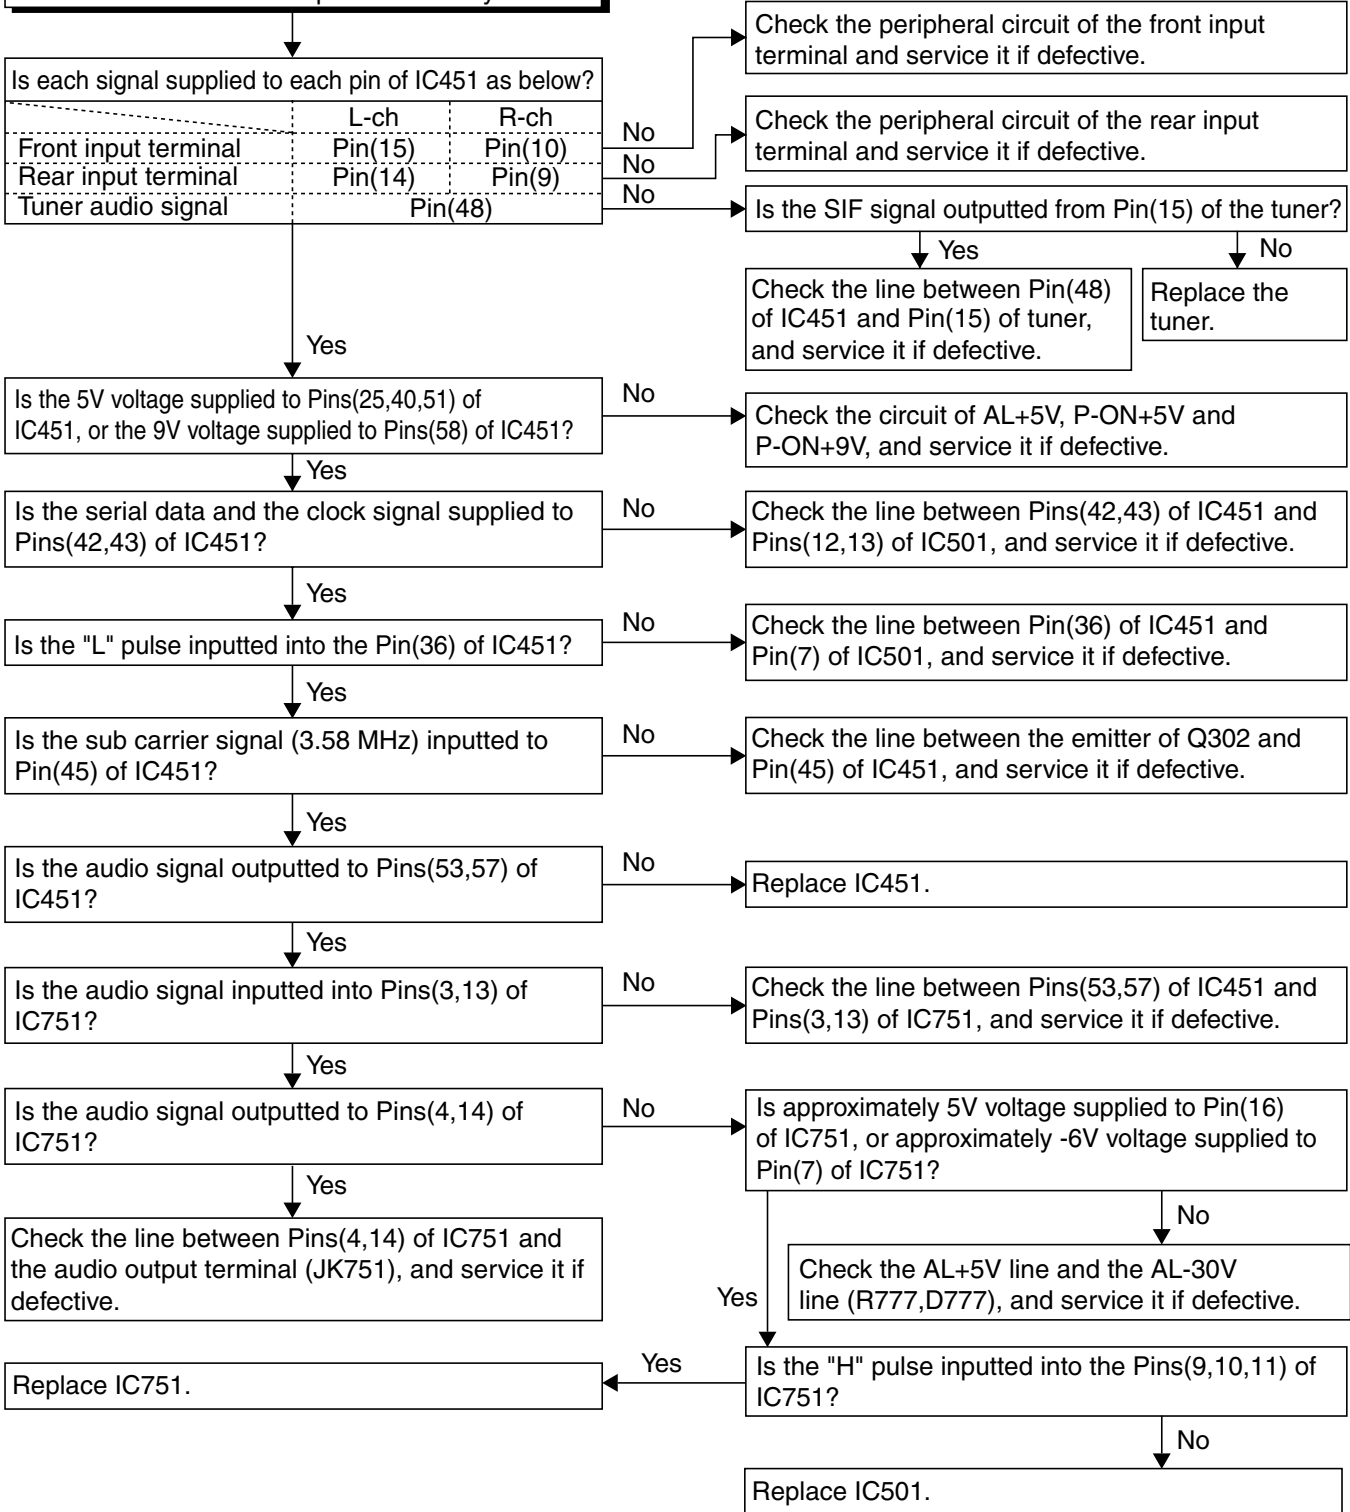 Check the peripheral circuit of the front input
terminal and service it if defective.
Is each signal supplied to each pin of IC451 as below?
L-ch R-ch
Front input terminal Pin(15) Pin(10)
Rear input terminal Pin(14) Pin(9)
Tuner audio signal Pin(48)
No
No
No
Check the peripheral circuit of the rear input
terminal and service it if defective.
Is the SIF signal outputted from Pin(15) of the tuner?
Yes
No
Check the line between Pin(48)
of IC451 and Pin(15) of tuner,
and service it if defective.
Replace the
tuner.
Yes
Is the 5V voltage supplied to Pins(25,40,51) of
IC451, or the 9V voltage supplied to Pins(58) of IC451?
No
Check the circuit of AL+5V, P-ON+5V and
P-ON+9V, and service it if defective.
Yes
Is the serial data and the clock signal supplied to
Pins(42,43) of IC451?
No
Check the line between Pins(42,43) of IC451 and
Pins(12,13) of IC501, and service it if defective.
Yes
Is the "L" pulse inputted into the Pin(36) of IC451?
No
Check the line between Pin(36) of IC451 and
Pin(7) of IC501, and service it if defective.
Yes
Is the sub carrier signal (3.58 MHz) inputted to
Pin(45) of IC451?
No
Check the line between the emitter of Q302 and
Pin(45) of IC451, and service it if defective.
Yes
Is the audio signal outputted to Pins(53,57) of
IC451?
No
Replace IC451.
Yes
Is the audio signal inputted into Pins(3,13) of
IC751?
No
Check the line between Pins(53,57) of IC451 and
Pins(3,13) of IC751, and service it if defective.
Yes
Is the audio signal outputted to Pins(4,14) of
IC751?
No
Is approximately 5V voltage supplied to Pin(16)
of IC751, or approximately -6V voltage supplied to
Pin(7) of IC751?
Yes
Check the line between Pins(4,14) of IC751 and
the audio output terminal (JK751), and service it if
defective.
No
Check the AL+5V line and the AL-30V
line (R777,D777), and service it if defective.
Yes
Is the "H" pulse inputted into the Pins(9,10,11) of
IC751?
Yes
Replace IC751.
No
Replace IC501.